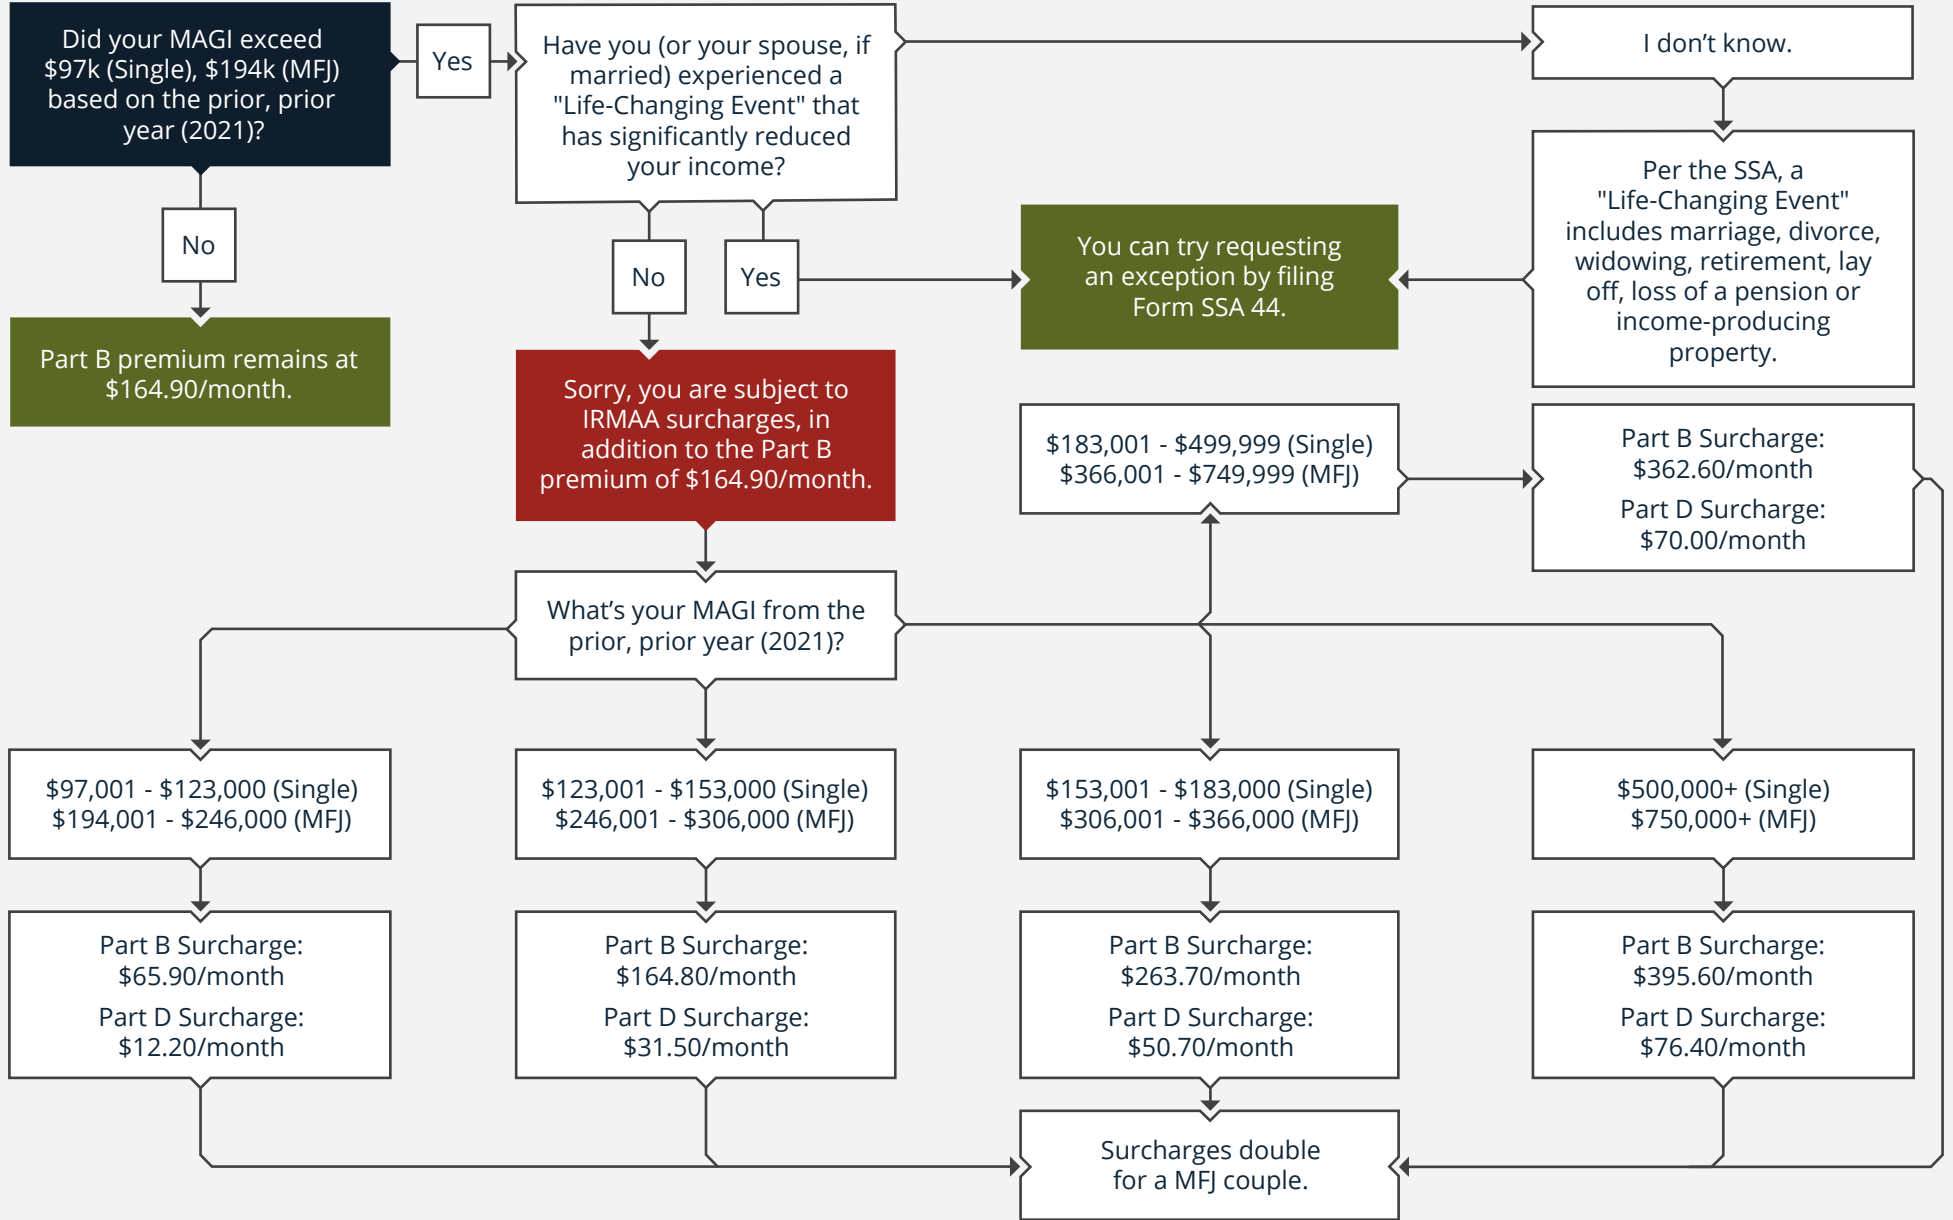 Did your MAGI exceed
$97k (Single), $194k (MFJ)
based on the prior, prior
year (2021)?
Yes
Have you (or your spouse, if
married) experienced a
"Life-Changing Event" that
has significantly reduced
your income?
I don’t know.
No
Part B premium remains at
$164.90/month.
No
Yes
You can try requesting
an exception by filing
Form SSA 44.
Per the SSA, a
"Life-Changing Event"
includes marriage, divorce,
widowing, retirement, lay
off, loss of a pension or
income-producing
property.
Sorry, you are subject to
IRMAA surcharges, in
addition to the Part B
premium of $164.90/month.
$183,001 - $499,999 (Single)
$366,001 - $749,999 (MFJ)
Part B Surcharge:
$362.60/month
Part D Surcharge:
$70.00/month
What’s your MAGI from the
prior, prior year (2021)?
$97,001 - $123,000 (Single)
$194,001 - $246,000 (MFJ)
$123,001 - $153,000 (Single)
$246,001 - $306,000 (MFJ)
$153,001 - $183,000 (Single)
$306,001 - $366,000 (MFJ)
$500,000+ (Single)
$750,000+ (MFJ)
Part B Surcharge:
$65.90/month
Part D Surcharge:
$12.20/month
Part B Surcharge:
$164.80/month
Part D Surcharge:
$31.50/month
Part B Surcharge:
$263.70/month
Part D Surcharge:
$50.70/month
Part B Surcharge:
$395.60/month
Part D Surcharge:
$76.40/month
Surcharges double
for a MFJ couple.